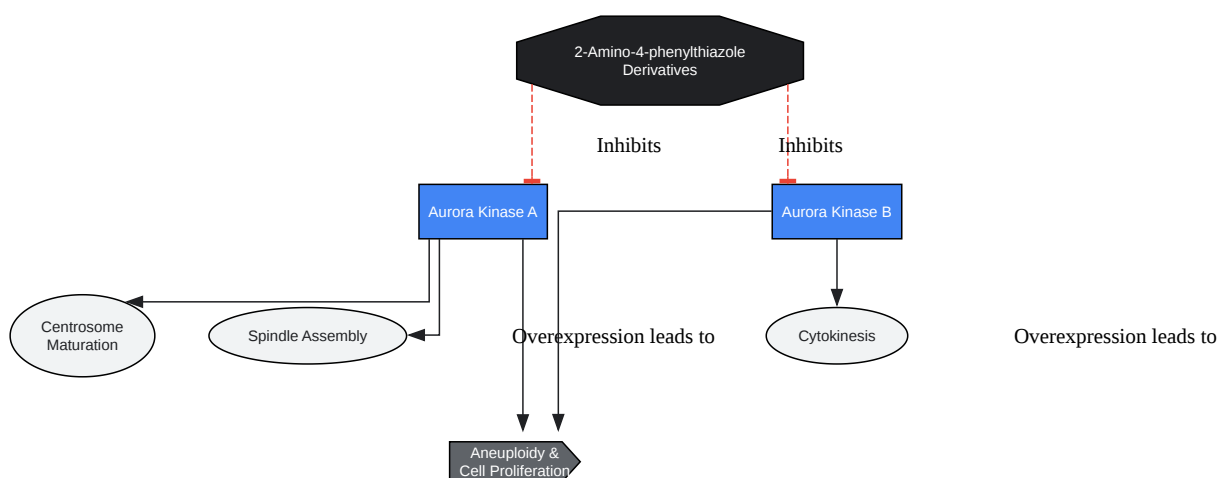 2-Amino-4-phenylthiazole
Derivatives
Inhibits
Inhibits
Aurora Kinase A
Aurora Kinase B
Centrosome
Maturation
Spindle Assembly
Overexpression leads to
Cytokinesis
Overexpression leads to
Aneuploidy &
Cell Proliferation